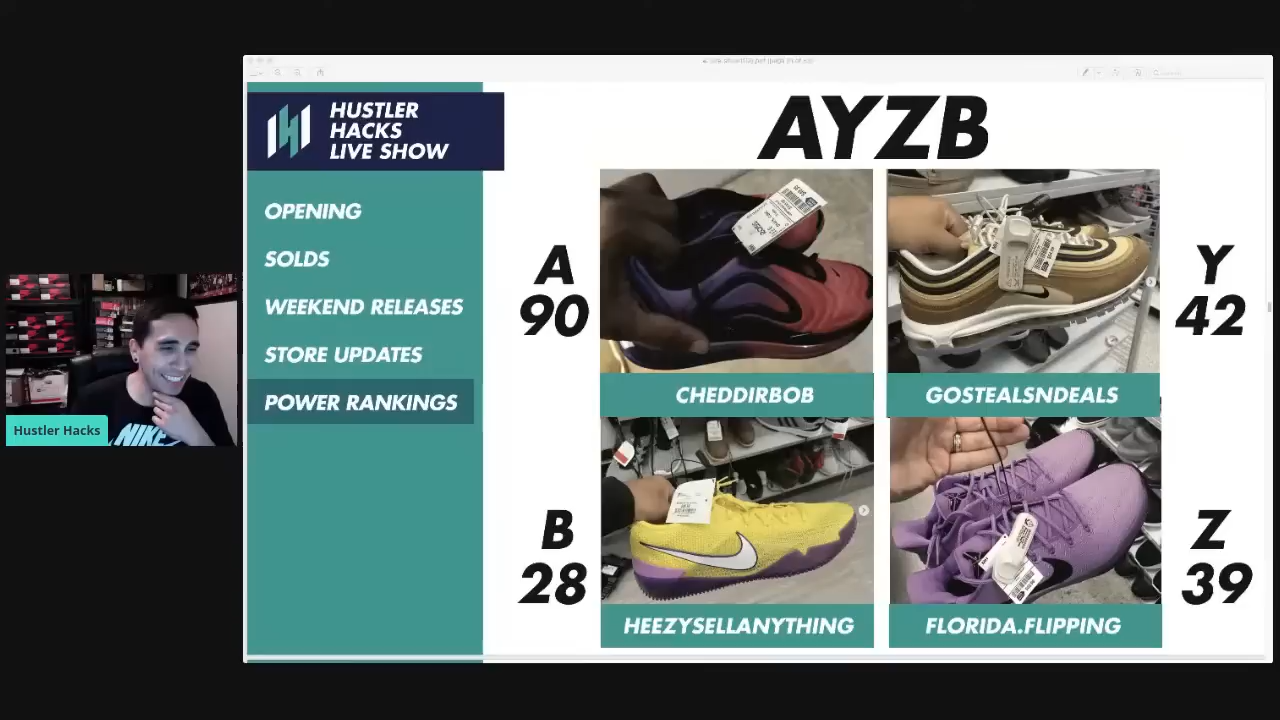 HUSTLER
HACKS
LIVE SHOW
OPENING
SOLDS
WEEKEND RELEASES
STORE UPDATES
POWER RANKINGS
AYZB
A
90
Y
42
CHEDDIRBOB
GOSTEALSNDEALS
B
28
Z
39
HEEZYSELLANYTHING
FLORIDA.FLIPPING
Hustler Hacks
NIKE